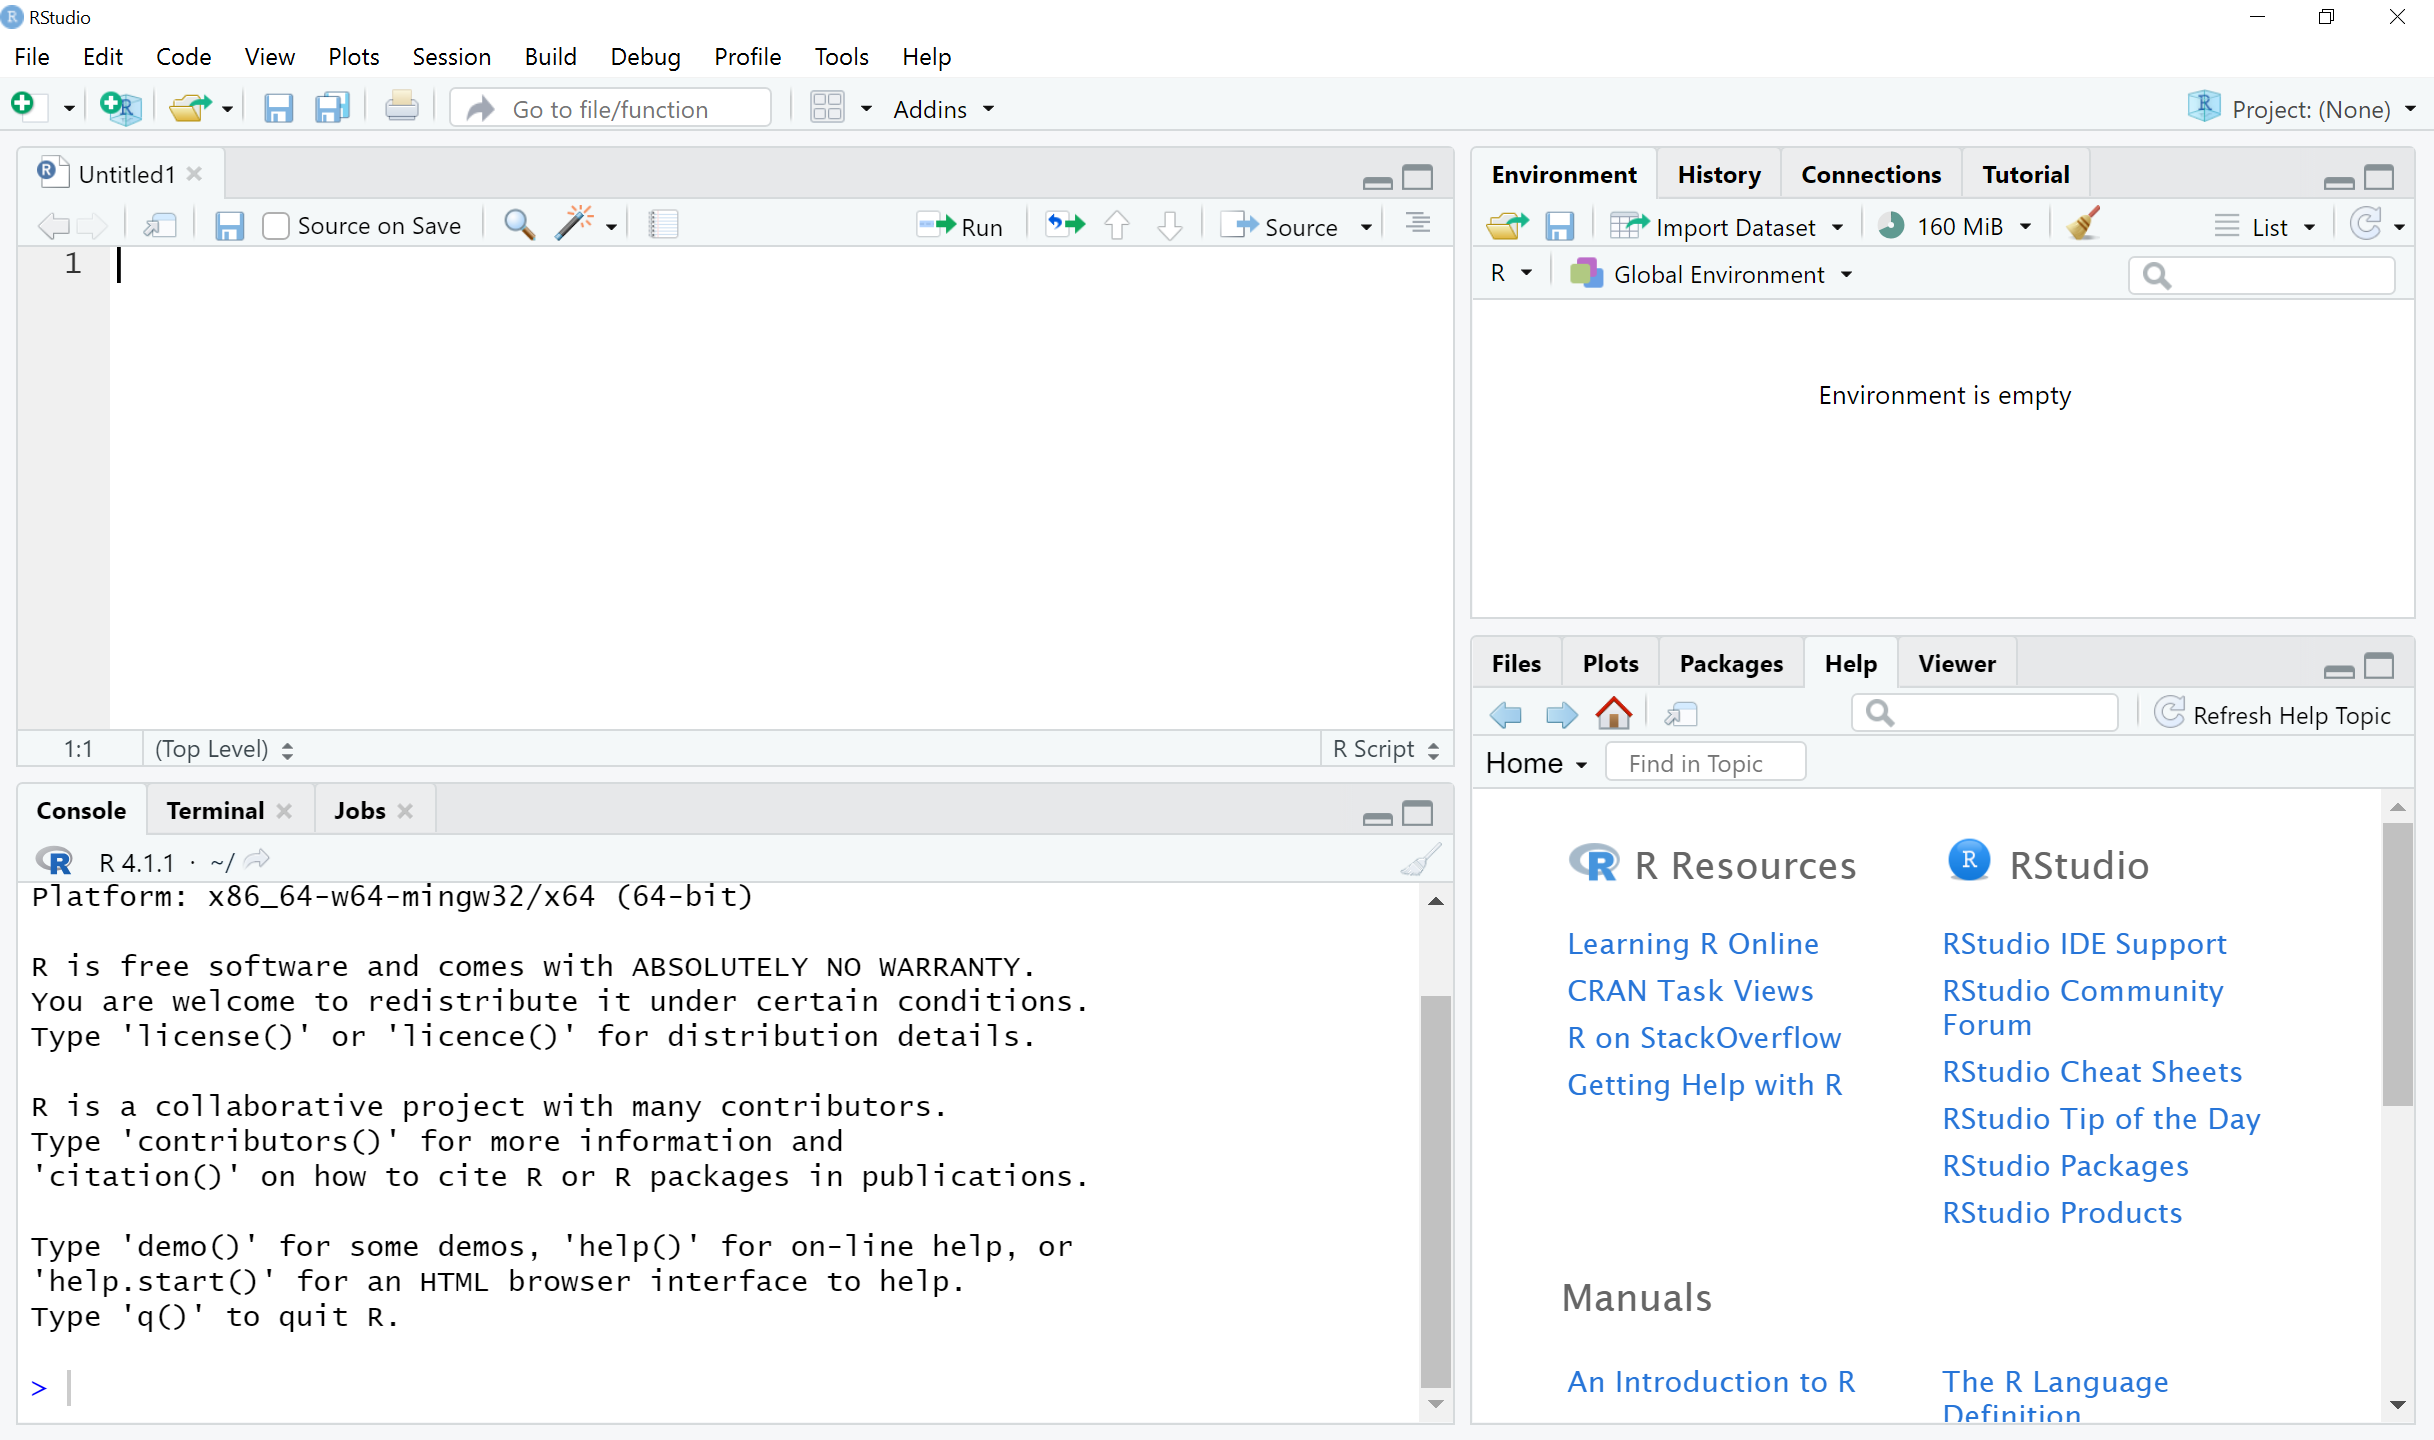 RStudio
File Edit Code View Plots Session Build Debug Profile Tools Help
Go to file/function Addins Project: (None)
Untitled1
Source on Save Run Source
1
1:1 (Top Level) R Script
Console Terminal Jobs
R 4.1.1 · ~/
Platform: x86_64-w64-mingw32/x64 (64-bit)
R is free software and comes with ABSOLUTELY NO WARRANTY.
You are welcome to redistribute it under certain conditions.
Type 'license()' or 'licence()' for distribution details.
R is a collaborative project with many contributors.
Type 'contributors()' for more information and
'citation()' on how to cite R or R packages in publications.
Type 'demo()' for some demos, 'help()' for on-line help, or
'help.start()' for an HTML browser interface to help.
Type 'q()' to quit R.
>
Environment History Connections Tutorial
Import Dataset 160 MiB List
R Global Environment
Environment is empty
Files Plots Packages Help Viewer
Refresh Help Topic
Home Find in Topic
R Resources
Learning R Online
CRAN Task Views
R on StackOverflow
Getting Help with R
RStudio
RStudio IDE Support
RStudio Community
Forum
RStudio Cheat Sheets
RStudio Tip of the Day
RStudio Packages
RStudio Products
Manuals
An Introduction to R
The R Language
Definition